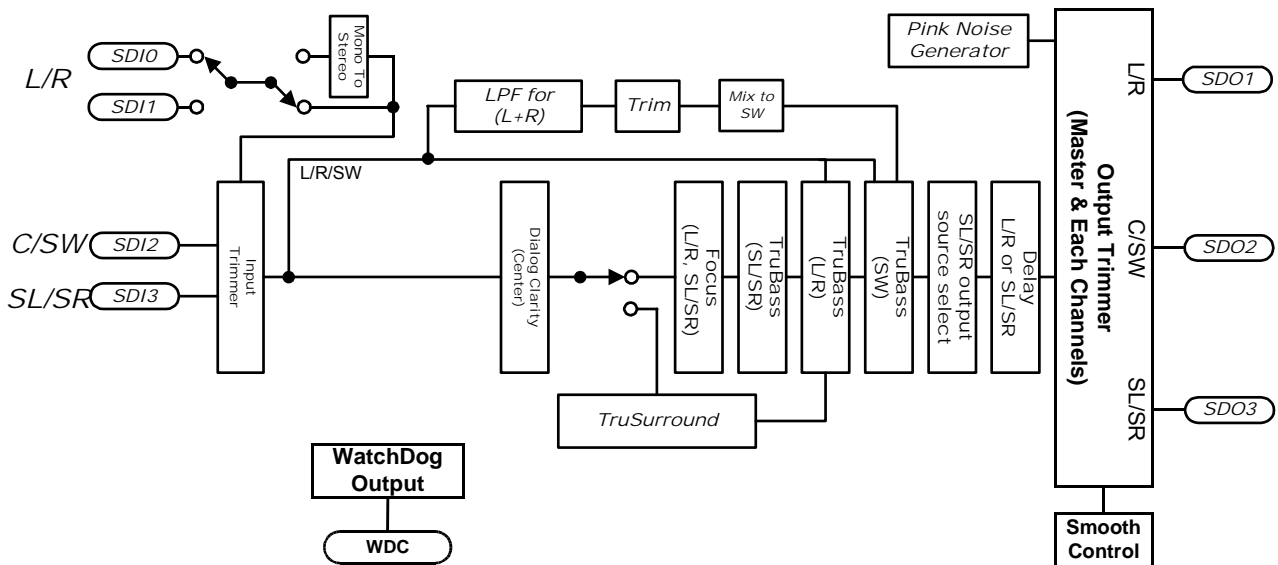 SDI0
L/R
SDI1
Mono To
Stereo
LPF for
(L+R)
Trim
Mix to
SW
Pink Noise
Generator
L/R/SW
C/SW
SDI2
SL/SR
SDI3
Input
Trimmer
Dialog Clarity
(Center)
Focus
(L/R, SL/SR)
TruBass
(SL/SR)
TruBass
(L/R)
TruBass
(SW)
SL/SR output
source select
Delay
L/R or SL/SR
TruSurround
Output Trimmer
(Master & Each Channels)
L/R
C/SW
SL/SR
SDO1
SDO2
SDO3
WatchDog
Output
WDC
Smooth
Control